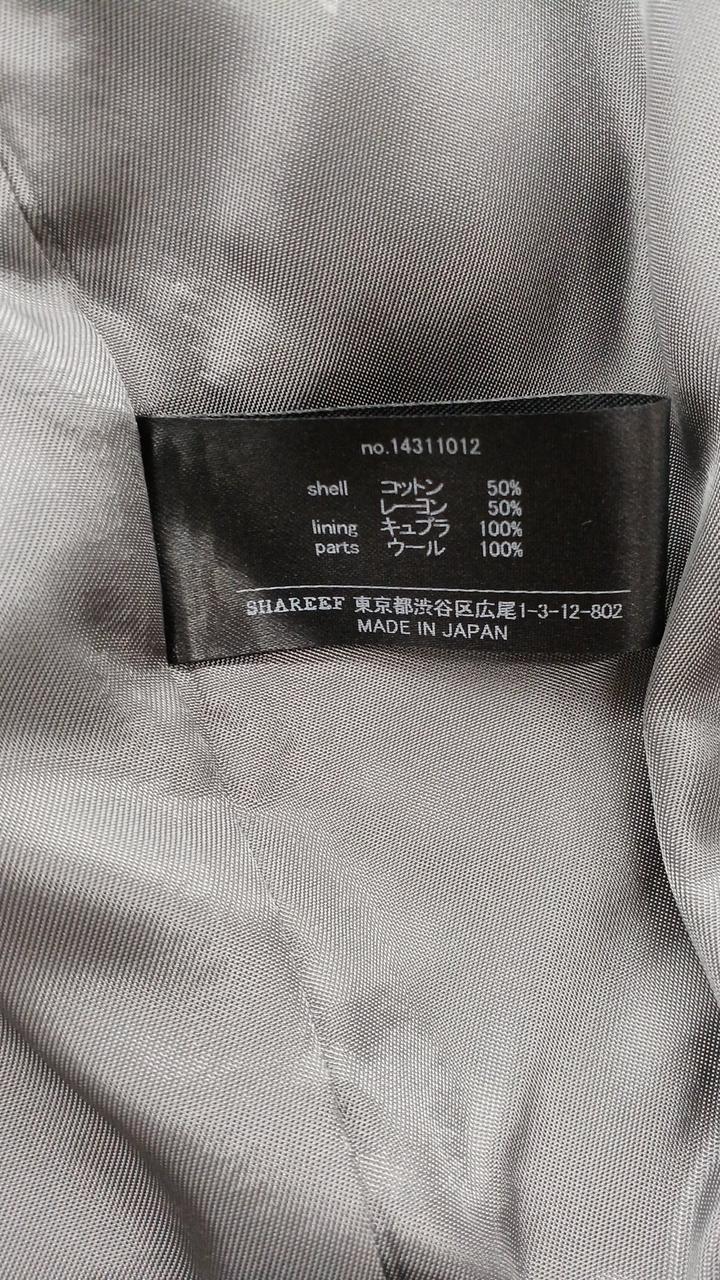 no.14311012
shell コットン 50%
レーヨン 50%
lining キュプラ 100%
parts ウール 100%
SHAREEF 東京都渋谷区広尾1-3-12-802
MADE IN JAPAN